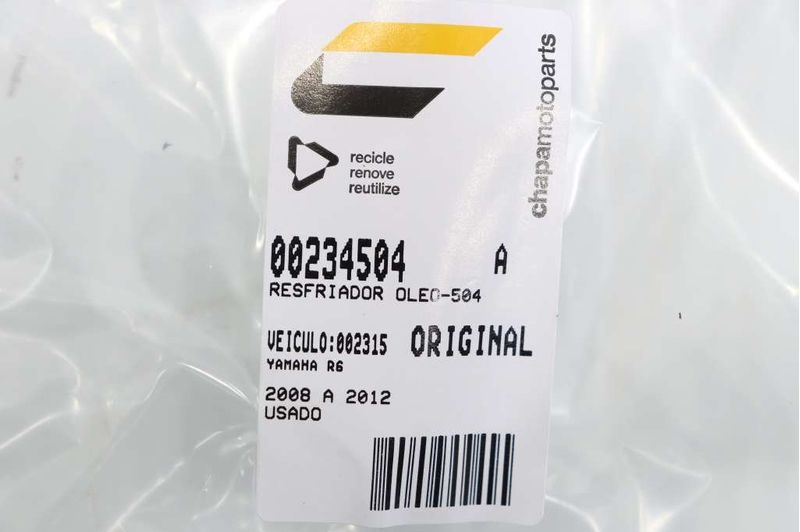 chapamotoparts
recicle
renove
reutilize
00234504 A
RESFRIADOR OLEO-504
VEICULO:002315 ORIGINAL
YAMAHA R6
2008 A 2012
USADO